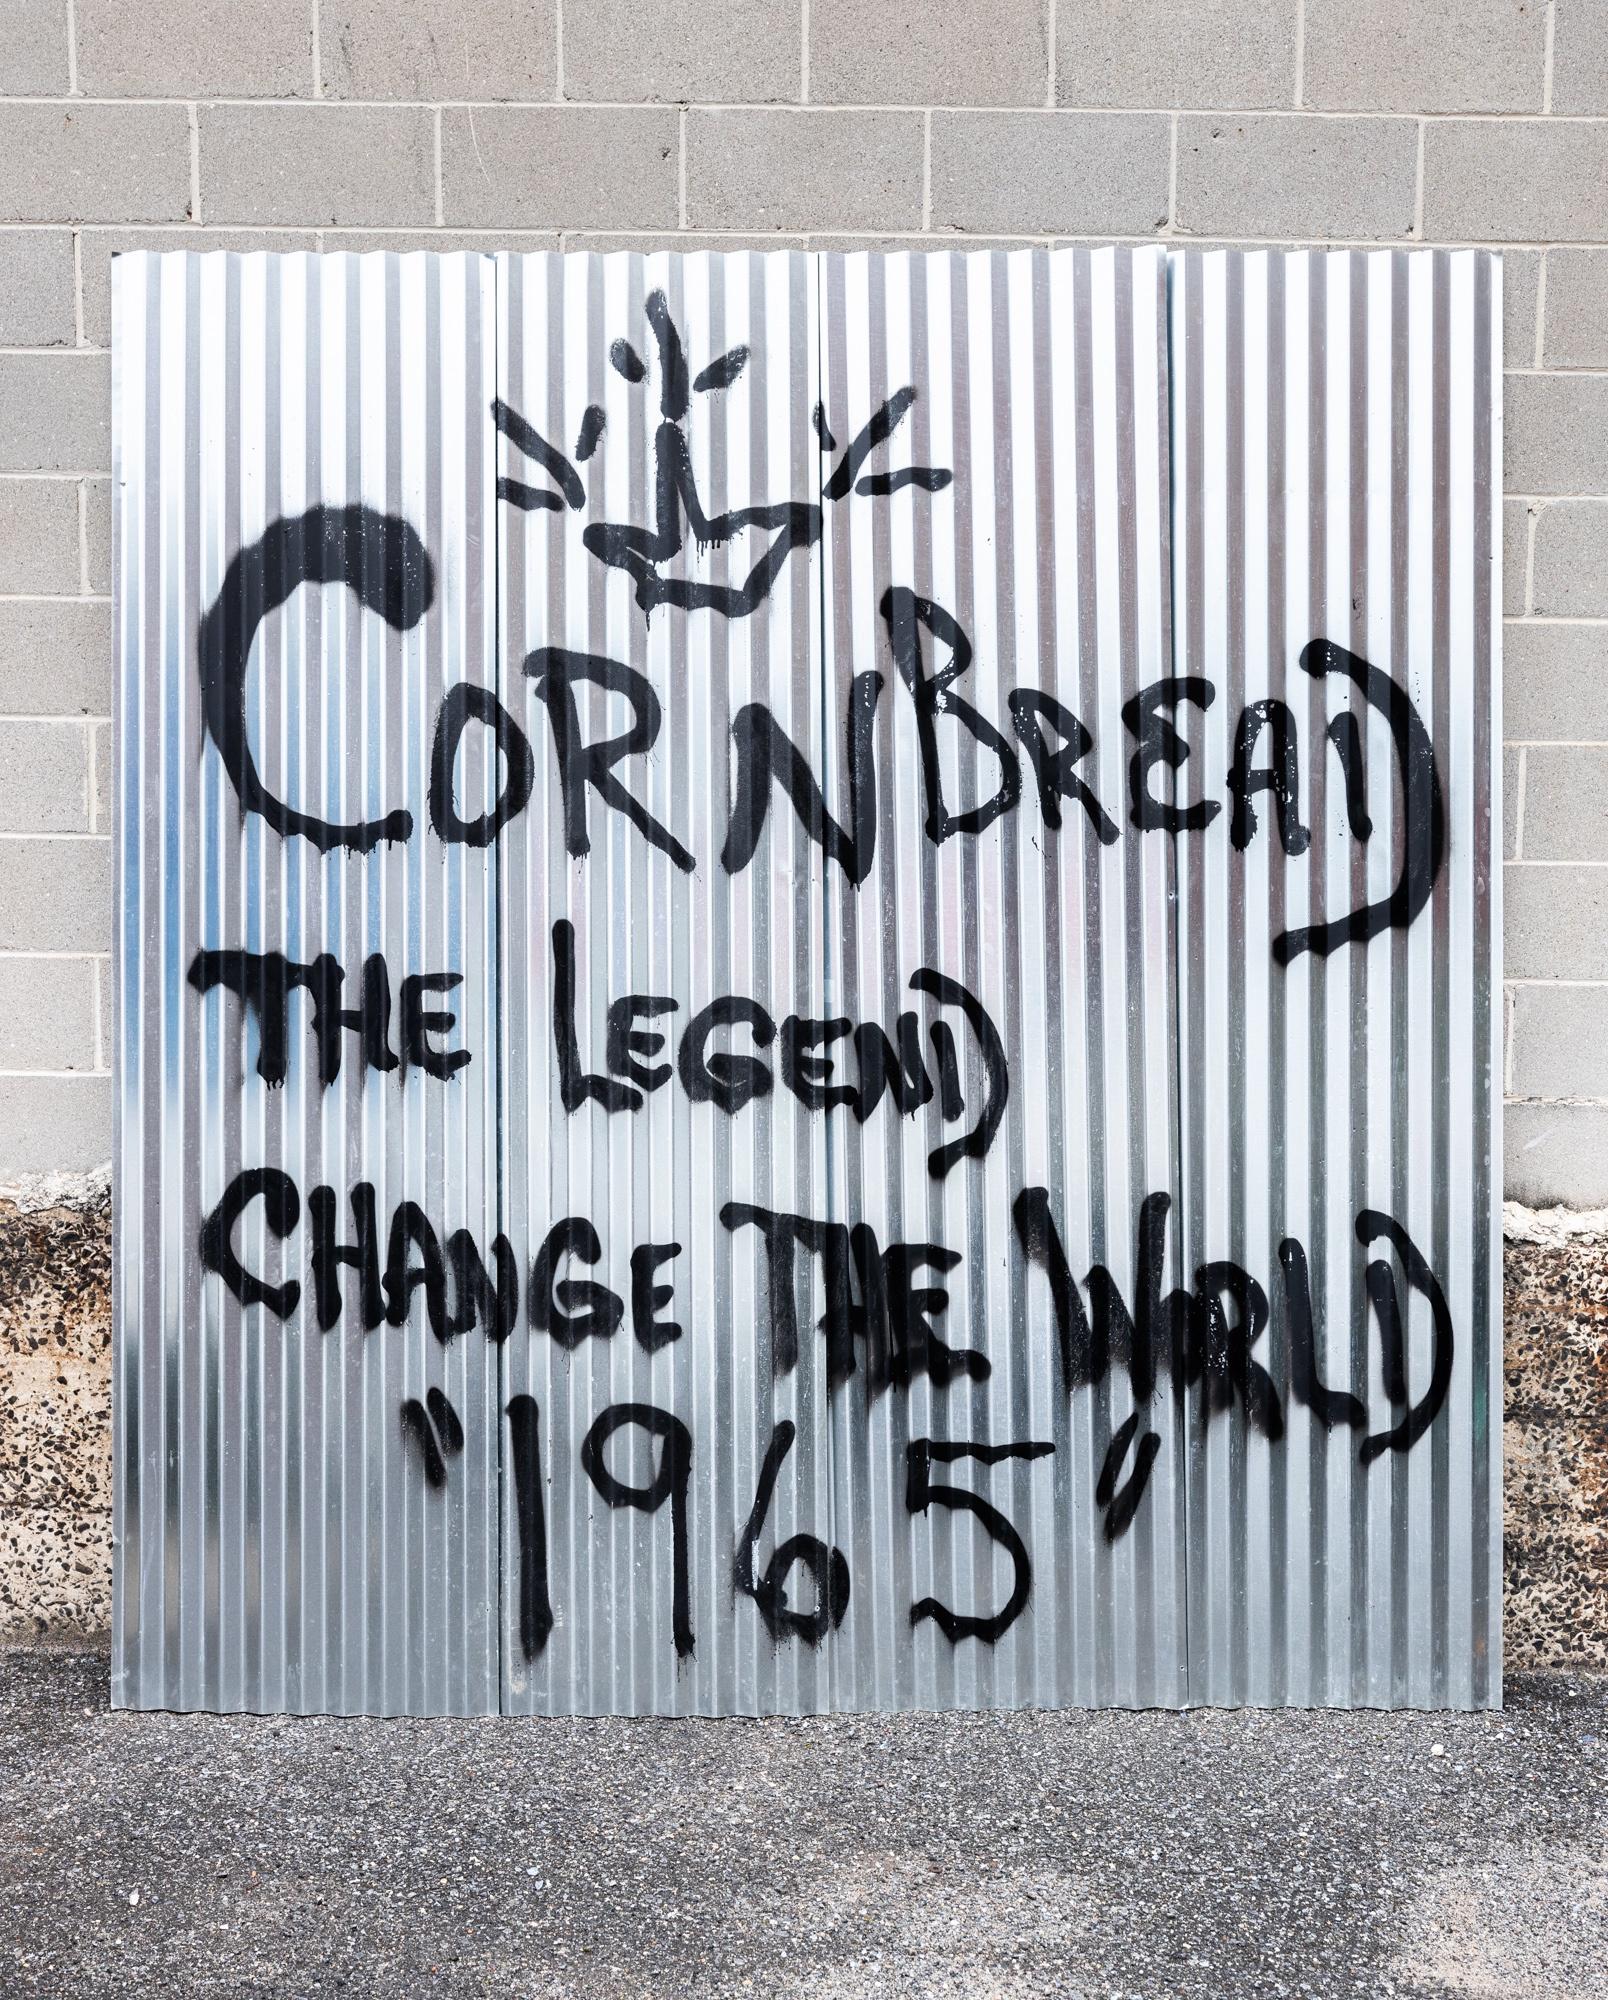 CORNBREAD
THE LEGEND
CHANGE THE WORLD
"1965"